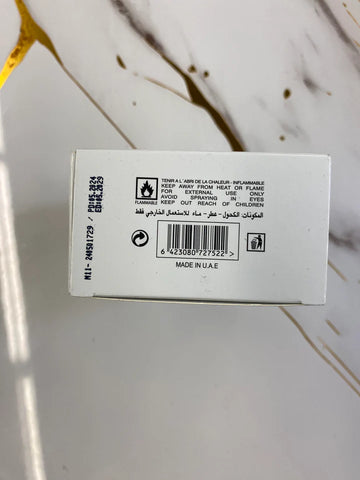 TENIR A L'ABRI DE LA CHALEUR - INFLAMMABLE
KEEP AWAY FROM HEAT OR FLAME
FOR EXTERNAL USE ONLY
AVOID SPRAYING IN EYES
KEEP OUT REACH OF CHILDREN
FLAMMABLE
المكونات: الكحول - عطر - ماء للاستعمال الخارجي فقط
6 423080 727522 >
MADE IN U.A.E
M11- 240501729 / PD:05.2024
ED:05.2029